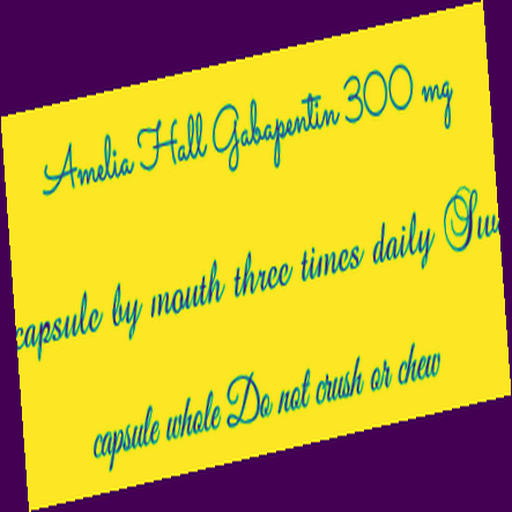 Amelia Hall Gabapentin 300 mg
capsule by mouth three times daily
capsule whole Do not crush or chew